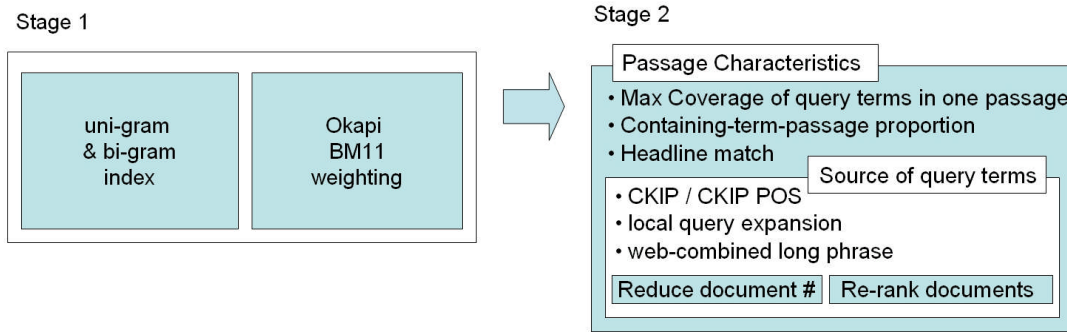 Stage 1
uni-gram
& bi-gram
index
Okapi
BM11
weighting
Stage 2
Passage Characteristics
• Max Coverage of query terms in one passage
• Containing-term-passage proportion
• Headline match
Source of query terms
• CKIP / CKIP POS
• local query expansion
• web-combined long phrase
Reduce document #
Re-rank documents